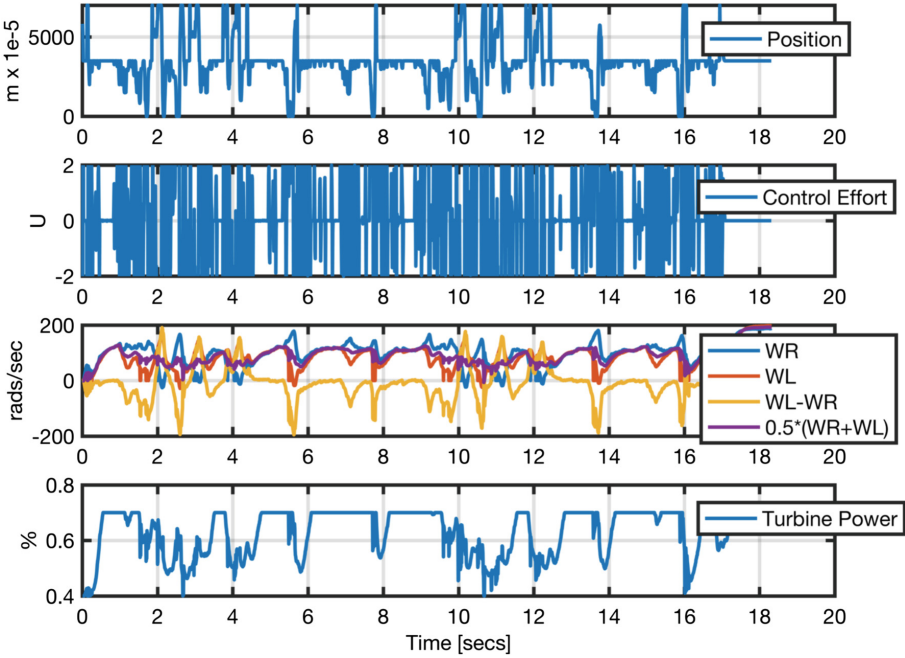 m x 1e-5
5000
0
Position
0 2 4 6 8 10 12 14 16 18 20
U
2
0
-2
Control Effort
0 2 4 6 8 10 12 14 16 18 20
rads/sec
200
0
-200
WR
WL
WL-WR
0.5*(WR+WL)
0 2 4 6 8 10 12 14 16 18 20
%
0.8
0.6
0.4
Turbine Power
0 2 4 6 8 10 12 14 16 18 20
Time [secs]